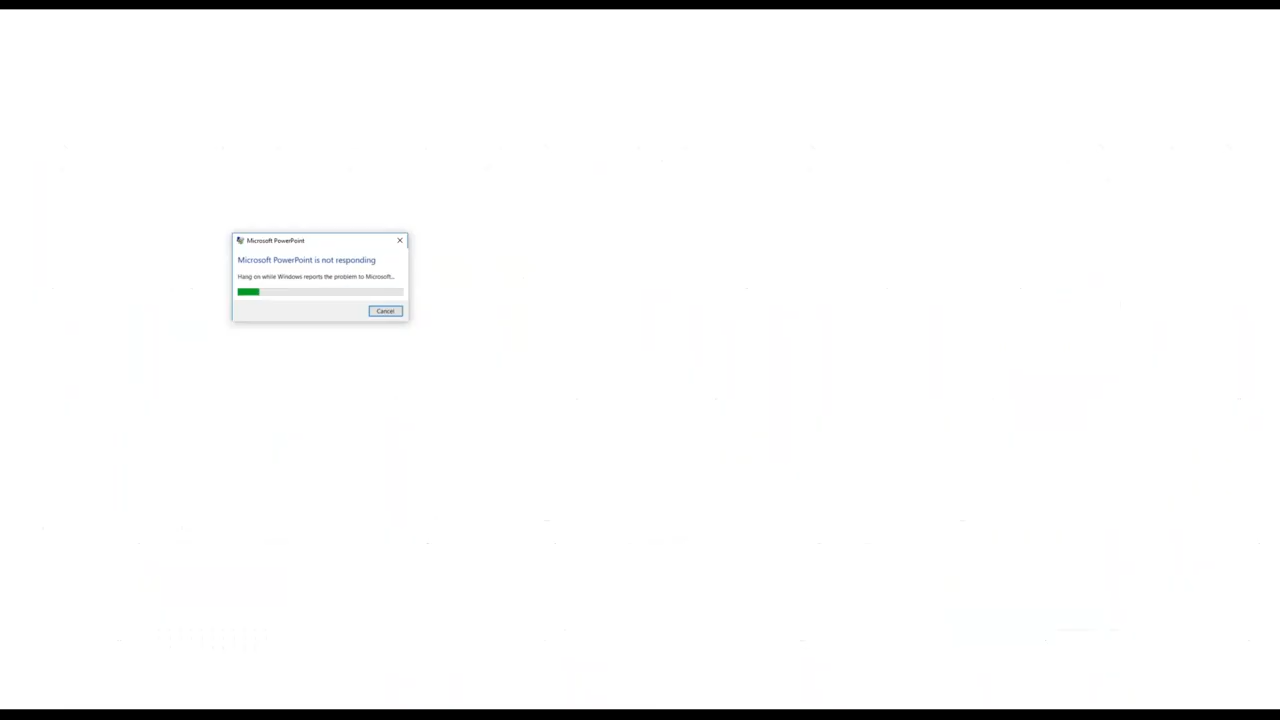 Microsoft PowerPoint
Microsoft PowerPoint is not responding
Hang on while Windows reports the problem to Microsoft...
Cancel